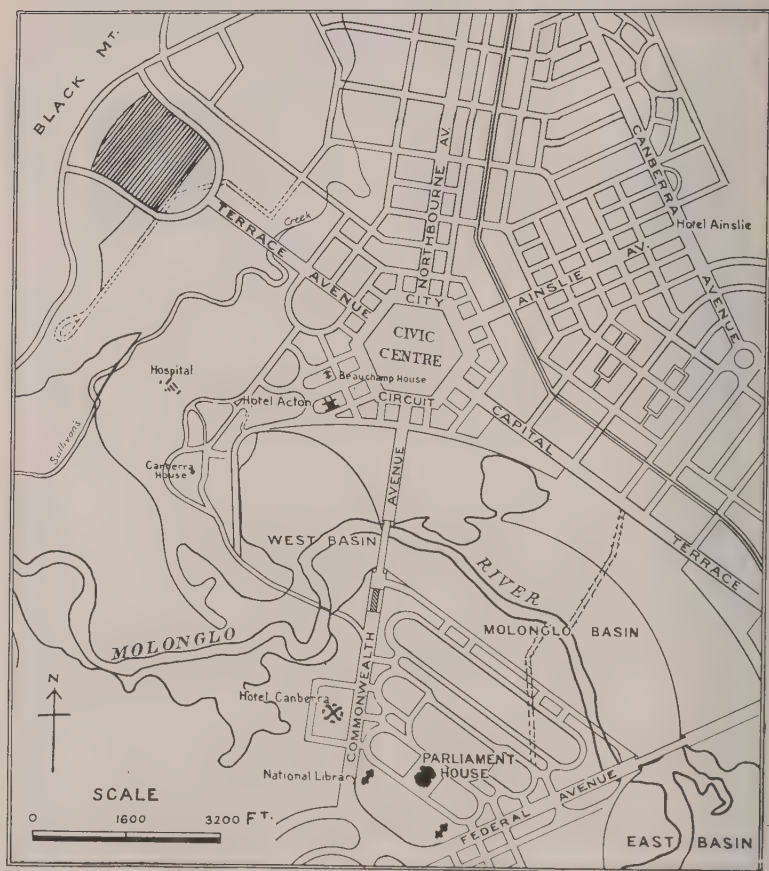 BLACK MT.
CANBERRA
AVENUE
NORTHBOURNE AV.
Hotel Ainslie
TERRACE
AVENUE
Creek
AINSLIE AV.
CITY
CIVIC
CENTRE
CIRCUIT
Hospital
Beauchamp House
Hotel Acton
CAPITAL
TERRACE
Sullivan's
Canberra
House
AVENUE
COMMONWEALTH
WEST BASIN
RIVER
MOLONGLO
MOLONGLO BASIN
N
Hotel Canberra
National Library
PARLIAMENT
HOUSE
FEDERAL AVENUE
EAST BASIN
SCALE
0 1600 3200 FT.